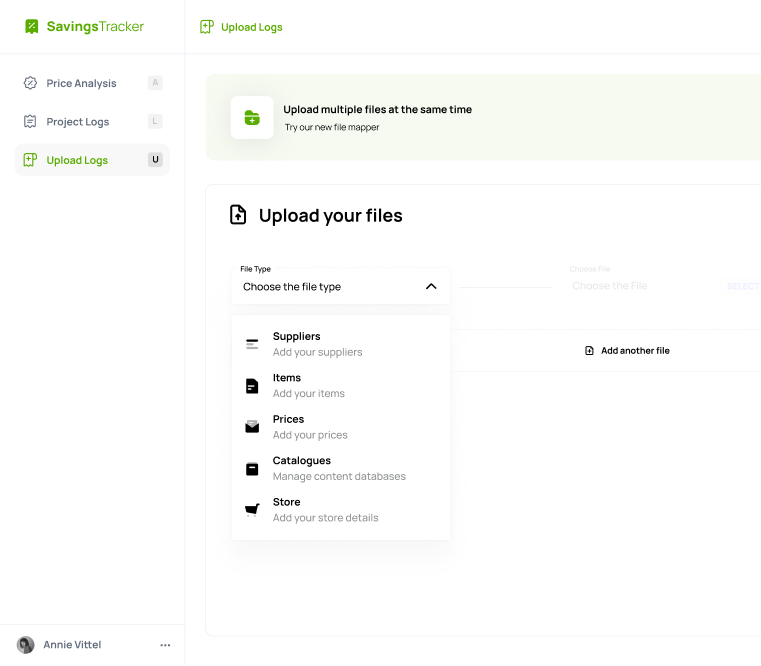 SavingsTracker
Upload Logs
Price Analysis A
Project Logs L
Upload Logs U
Upload multiple files at the same time
Try our new file mapper
Upload your files
File Type
Choose the file type
Choose File
Choose the File
SELECT
Suppliers
Add your suppliers
Items
Add your items
Prices
Add your prices
Catalogues
Manage content databases
Store
Add your store details
Add another file
Annie Vittel